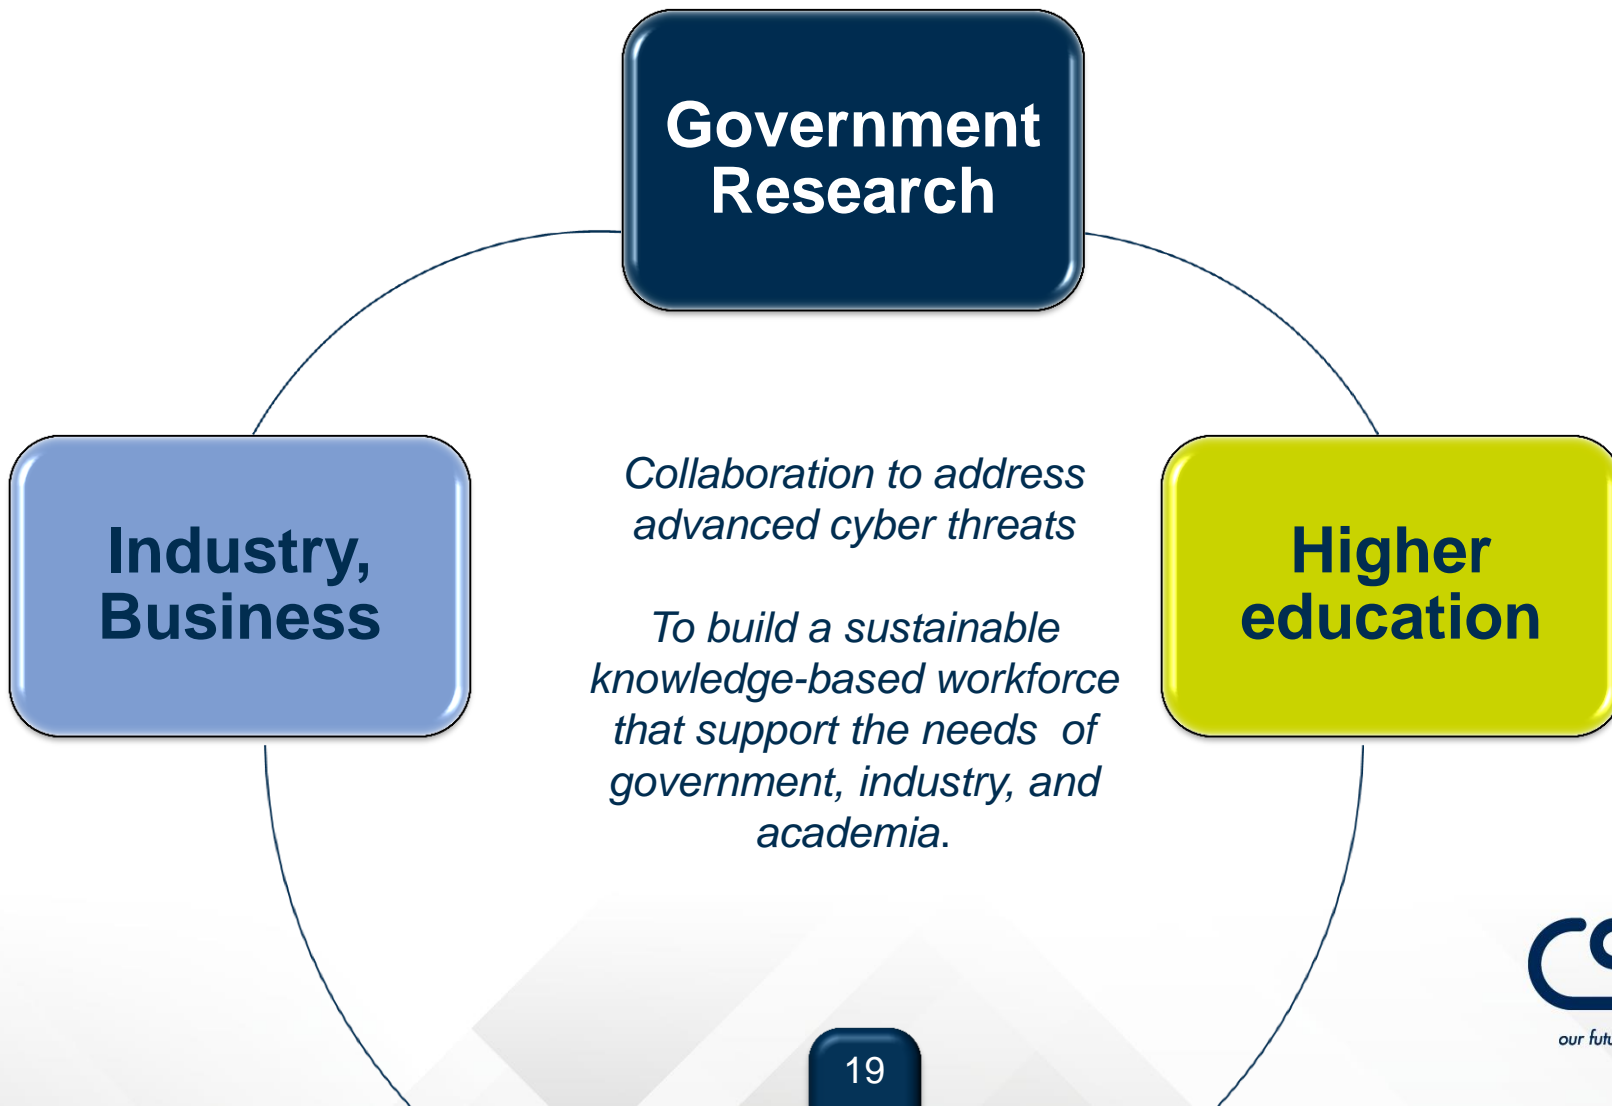 Government
Research
Industry,
Business
Collaboration to address
advanced cyber threats
To build a sustainable
knowledge-based workforce
that support the needs  of
government, industry, and
academia.
Higher
education
our
19